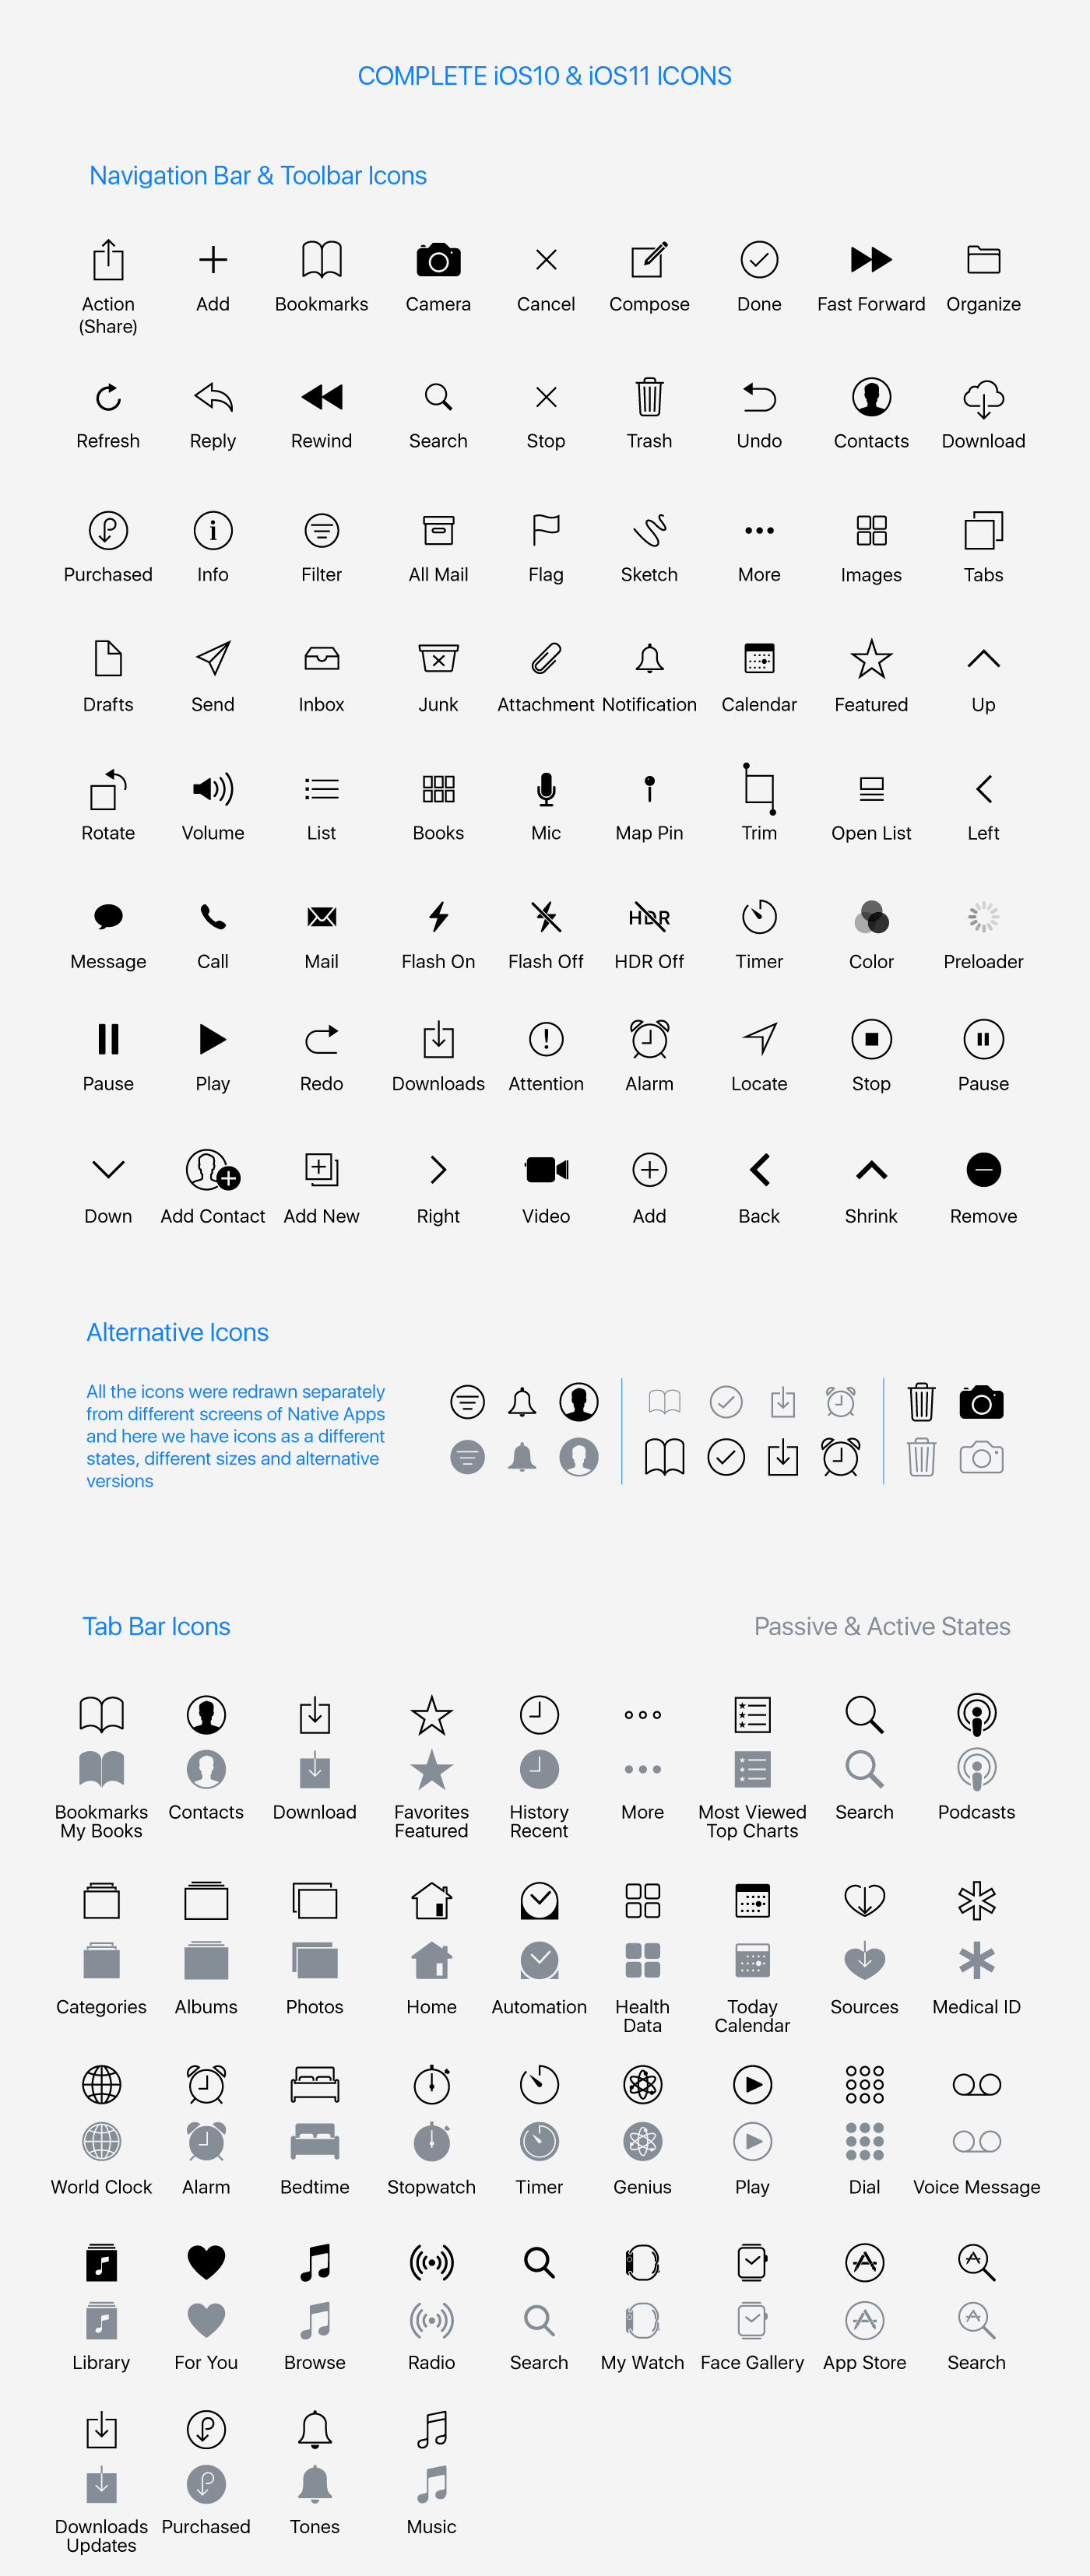 COMPLETE iOS10 & iOS11 ICONS
Navigation Bar & Toolbar Icons
Action Add Bookmarks Camera Cancel Compose Done Fast Forward Organize
(Share)
Refresh Reply Rewind Search Stop Trash Undo Contacts Download
Purchased Info Filter All Mail Flag Sketch More Images Tabs
Drafts Send Inbox Junk Attachment Notification Calendar Featured Up
Rotate Volume List Books Mic Map Pin Trim Open List Left
HDR
Message Call Mail Flash On Flash Off HDR Off Timer Color Preloader
Pause Play Redo Downloads Attention Alarm Locate Stop Pause
Down Add Contact Add New Right Video Add Back Shrink Remove
Alternative Icons
All the icons were redrawn separately
from different screens of Native Apps
and here we have icons as a different
states, different sizes and alternative
versions
Tab Bar Icons Passive & Active States
Bookmarks Contacts Download Favorites History More Most Viewed Search Podcasts
My Books Featured Recent Top Charts
Categories Albums Photos Home Automation Health Today Sources Medical ID
Data Calendar
World Clock Alarm Bedtime Stopwatch Timer Genius Play Dial Voice Message
Library For You Browse Radio Search My Watch Face Gallery App Store Search
Downloads Purchased Tones Music
Updates